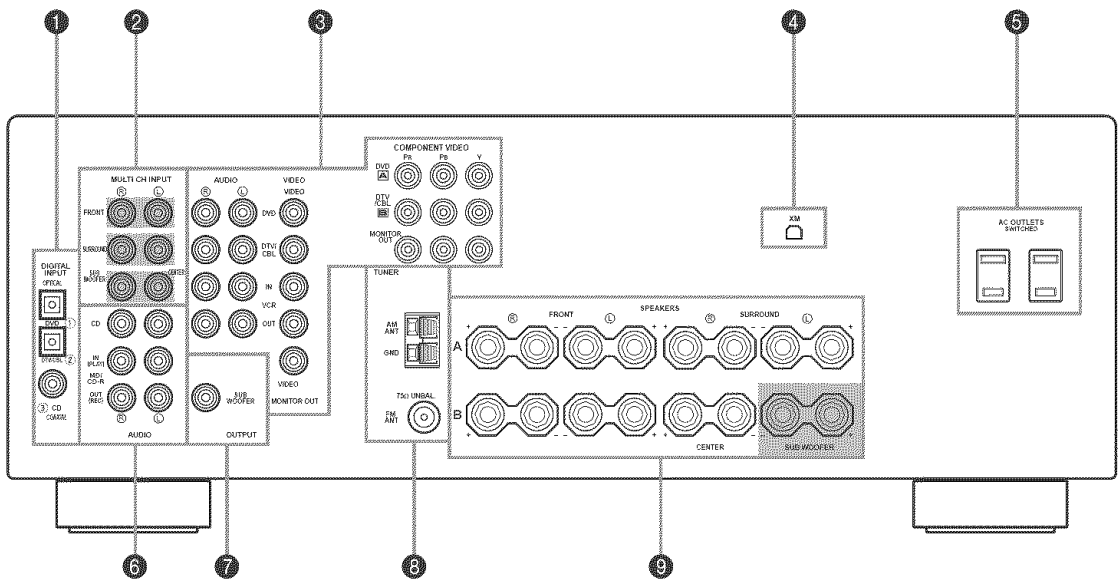 1
2
3
4
5
COMPONENT VIDEO
PR PB Y
DVD
A
DTV
/CBL
B
MONITOR
OUT
MULTI CH INPUT
R L
FRONT
SURROUND
SUB
WOOFER
CENTER
AUDIO
R L
VIDEO
VIDEO
DVD
DTV/
CBL
IN
VCR
OUT
VIDEO
MONITOR OUT
XM
AC OUTLETS
SWITCHED
DIGITAL
INPUT
OPTICAL
DVD 1
DTV/CBL 2
3 CD
COAXIAL
CD
IN
(PLAY)
MD/
CD-R
OUT
(REC)
R L
AUDIO
SUB
WOOFER
OUTPUT
TUNER
AM
ANT
GND
75Ω UNBAL.
FM
ANT
SPEAKERS
R FRONT L
R SURROUND L
+ - - + + - - +
A
B
+ - - + + - - +
CENTER
SUB WOOFER
6
7
8
9